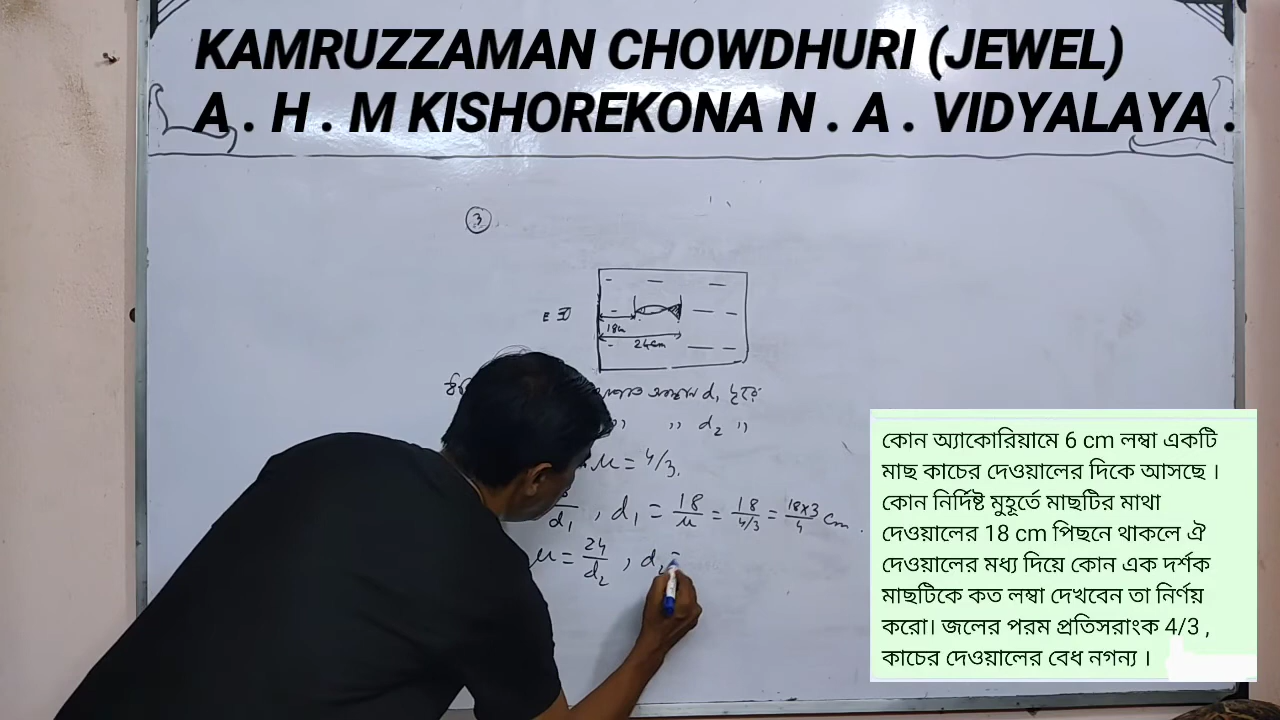 KAMRUZZAMAN CHOWDHURI (JEWEL)
A . H . M KISHOREKONA N . A . VIDYALAYA .
3
E
18cm
24cm
d₁ দূরে
,, ,, d₂ ,,
μ = 4/3.
d₁ , d₁ = 18/μ = 18/4/3 = 18×3/4 cm .
μ = 24/d₂ , d₂ =
কোন অ্যাকোরিয়ামে 6 cm লম্বা একটি
মাছ কাচের দেওয়ালের দিকে আসছে ।
কোন নির্দিষ্ট মুহূর্তে মাছটির মাথা
দেওয়ালের 18 cm পিছনে থাকলে ঐ
দেওয়ালের মধ্য দিয়ে কোন এক দর্শক
মাছটিকে কত লম্বা দেখবেন তা নির্ণয়
করো। জলের পরম প্রতিসরাংক 4/3 ,
কাচের দেওয়ালের বেধ নগন্য ।